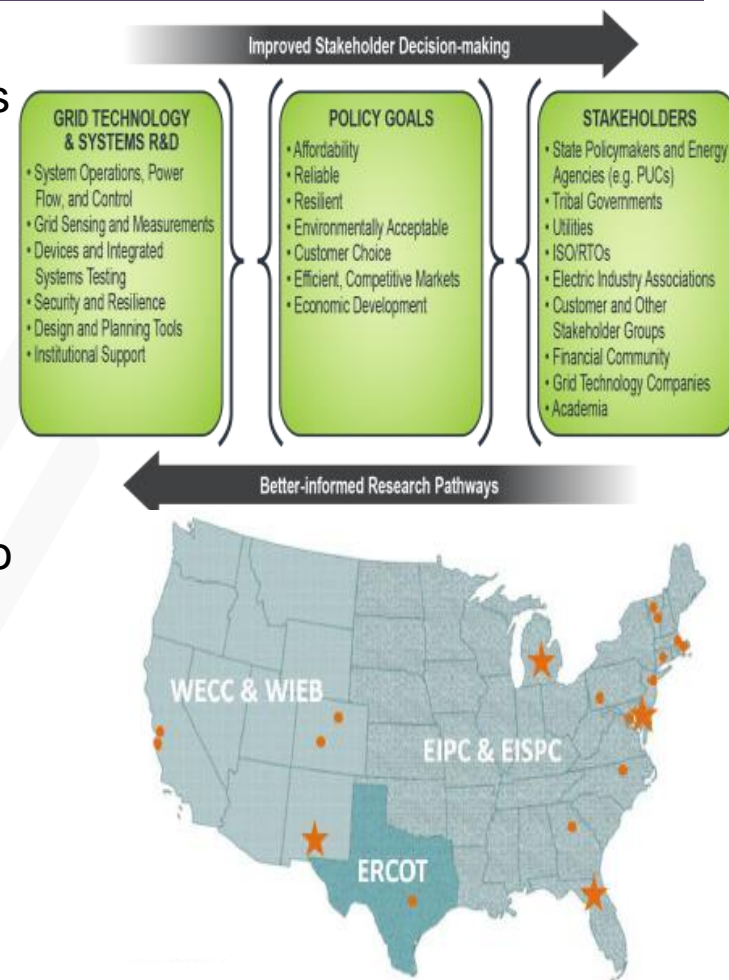 Improved Stakeholder Decision-making
s
GRID TECHNOLOGY
& SYSTEMS R&D
• System Operations, Power
Flow, and Control
• Grid Sensing and Measurements
• Devices and Integrated
Systems Testing
• Security and Resilience
• Design and Planning Tools
• Institutional Support
POLICY GOALS
• Affordability
• Reliable
• Resilient
• Environmentally Acceptable
• Customer Choice
• Efficient, Competitive Markets
• Economic Development
STAKEHOLDERS
• State Policymakers and Energy
Agencies (e.g. PUCs)
• Tribal Governments
• Utilities
• ISO/RTOs
• Electric Industry Associations
• Customer and Other
Stakeholder Groups
• Financial Community
• Grid Technology Companies
• Academia
Better-informed Research Pathways
WECC & WIEB
EIPC & EISPC
ERCOT